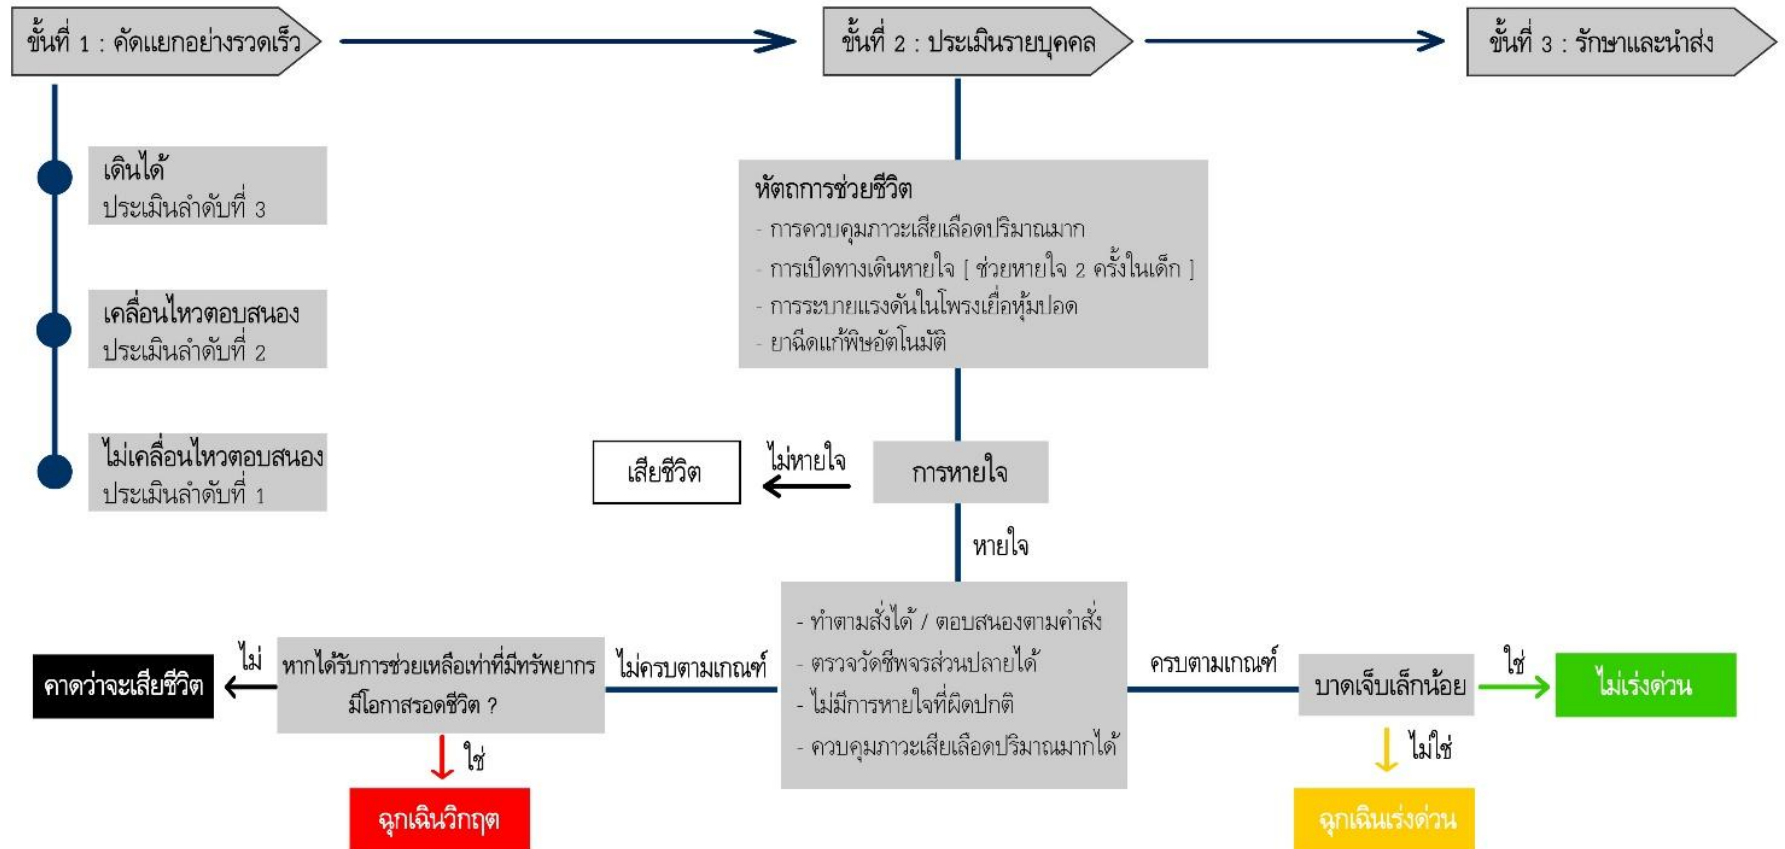 ขั้นที่ 1 : คัดแยกอย่างรวดเร็ว
ขั้นที่ 2 : ประเมินรายบุคคล
ขั้นที่ 3 : รักษาและนำส่ง
เดินได้
ประเมินลำดับที่ 3
เคลื่อนไหวตอบสนอง
ประเมินลำดับที่ 2
ไม่เคลื่อนไหวตอบสนอง
ประเมินลำดับที่ 1
หัตถการช่วยชีวิต
- การควบคุมภาวะเสียเลือดปริมาณมาก
- การเปิดทางเดินหายใจ [ ช่วยหายใจ 2 ครั้งในเด็ก ]
- การระบายแรงดันในโพรงเยื่อหุ้มปอด
- ยาฉีดแก้พิษอัตโนมัติ
เสียชีวิต
ไม่หายใจ
การหายใจ
หายใจ
- ทำตามสั่งได้ / ตอบสนองตามคำสั่ง
- ตรวจวัดชีพจรส่วนปลายได้
- ไม่มีการหายใจที่ผิดปกติ
- ควบคุมภาวะเสียเลือดปริมาณมากได้
ไม่ครบตามเกณฑ์
หากได้รับการช่วยเหลือเท่าที่มีทรัพยากร
มีโอกาสรอดชีวิต ?
ไม่
คาดว่าจะเสียชีวิต
ใช่
ฉุกเฉินวิกฤต
ครบตามเกณฑ์
บาดเจ็บเล็กน้อย
ใช่
ไม่เร่งด่วน
ไม่ใช่
ฉุกเฉินเร่งด่วน